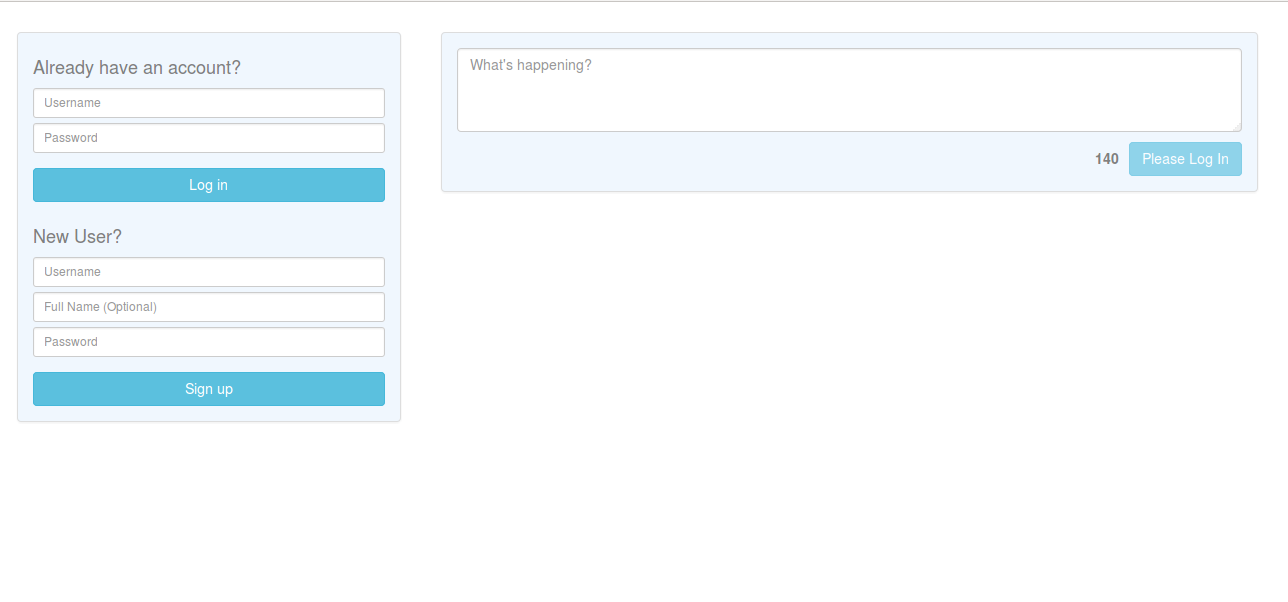 Already have an account?
Username
Password
Log in
New User?
Username
Full Name (Optional)
Password
Sign up
What's happening?
140 Please Log In